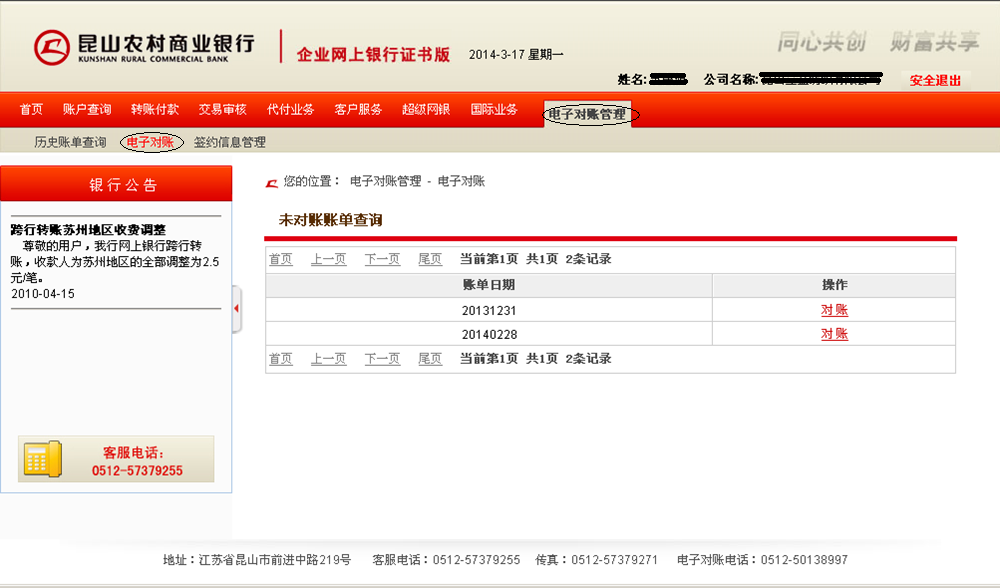 昆山农村商业银行
KUNSHAN RURAL COMMERCIAL BANK
企业网上银行证书版 2014-3-17 星期一
同心共创 财富共享
姓名: 公司名称: 安全退出
首页 账户查询 转账付款 交易审核 代付业务 客户服务 超级网银 国际业务 电子对账管理
历史账单查询 电子对账 签约信息管理
银行公告
跨行转账苏州地区收费调整
尊敬的用户，我行网上银行跨行转
账，收款人为苏州地区的全部调整为2.5
元/笔。
2010-04-15
客服电话:
0512-57379255
您的位置： 电子对账管理 - 电子对账
未对账账单查询
首页 上一页 下一页 尾页 当前第1页 共1页 2条记录
账单日期 操作
20131231 对账
20140228 对账
首页 上一页 下一页 尾页 当前第1页 共1页 2条记录
地址：江苏省昆山市前进中路219号 客服电话：0512-57379255 传真：0512-57379271 电子对账电话：0512-50138997